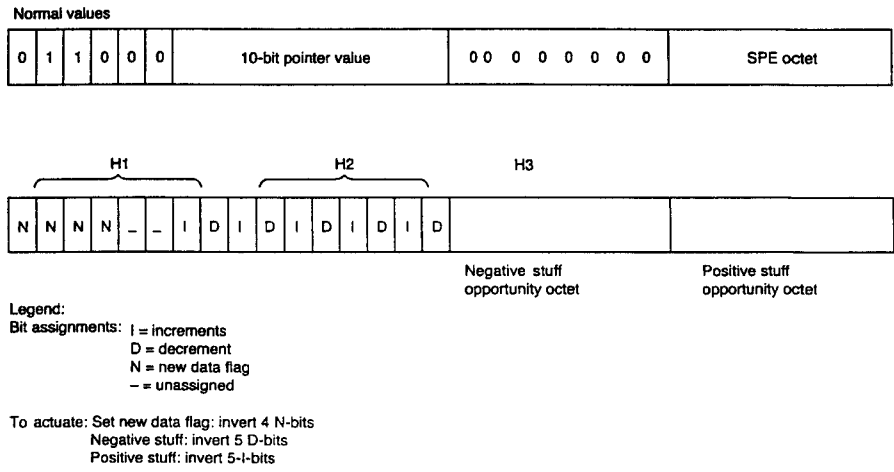 Normal values
0 1 1 0 0 0 10-bit pointer value 00 0 0 0 0 0 0 SPE octet
H1 H2 H3
N N N N – – I D I D I D I D I D
Negative stuff Positive stuff
opportunity octet opportunity octet
Legend:
Bit assignments: I = increments
D = decrement
N = new data flag
– = unassigned
To actuate: Set new data flag: invert 4 N-bits
Negative stuff: invert 5 D-bits
Positive stuff: invert 5-I-bits